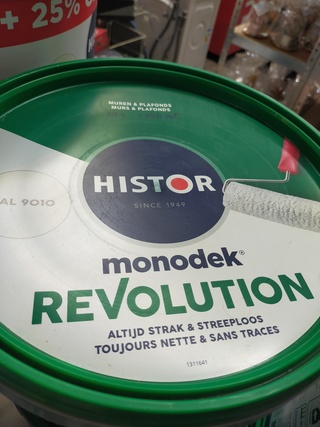 + 25%
MUREN & PLAFONDS
MURS & PLAFONDS
AL 9010
HISTOR
SINCE 1949
monodek®
REVOLUTION
ALTIJD STRAK & STREEPLOOS
TOUJOURS NETTE & SANS TRACES
1311641